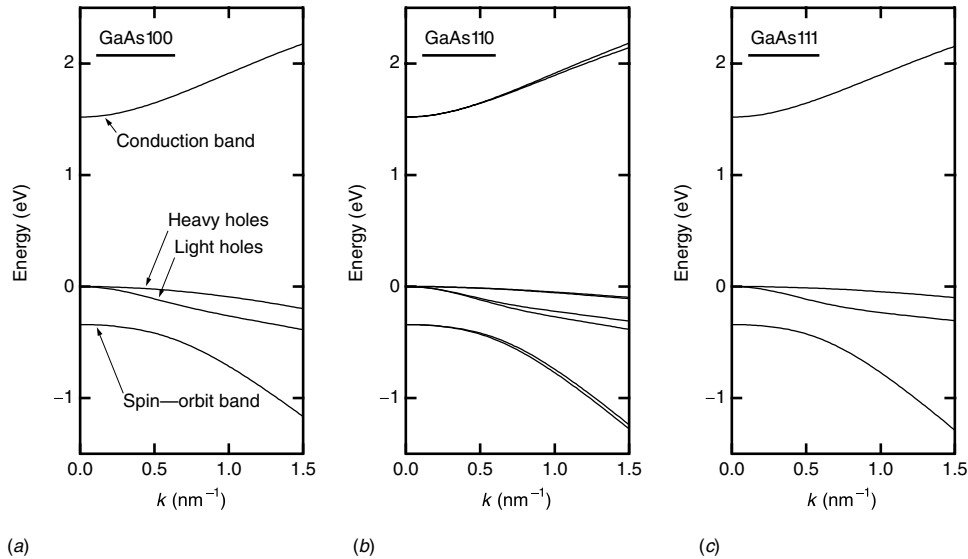 GaAs100
2
Conduction band
1
Energy (eV)
Heavy holes
Light holes
0
−1
Spin—orbit band
0.0 0.5 1.0 1.5
k (nm⁻¹)
(a)
GaAs110
2
1
Energy (eV)
0
−1
0.0 0.5 1.0 1.5
k (nm⁻¹)
(b)
GaAs111
2
1
Energy (eV)
0
−1
0.0 0.5 1.0 1.5
k (nm⁻¹)
(c)